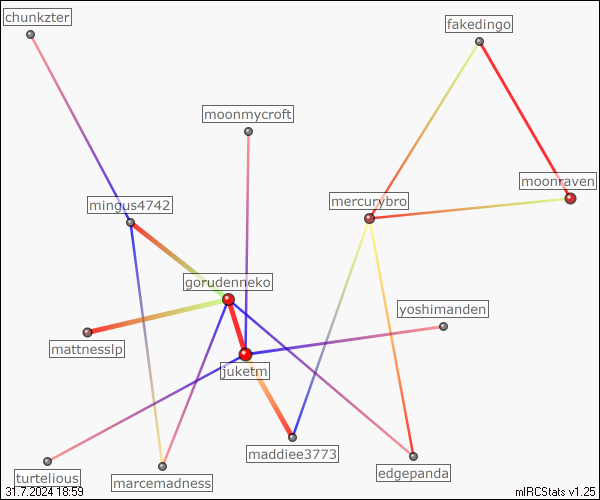 chunkzter
fakedingo
moonmycroft
moonraven
mingus4742
mercurybro
gorudenneko
yoshimanden
mattnesslp
juketm
maddiee3773
edgepanda
turtelious
marcemadness
31.7.2024 18:59
mIRCStats v1.25